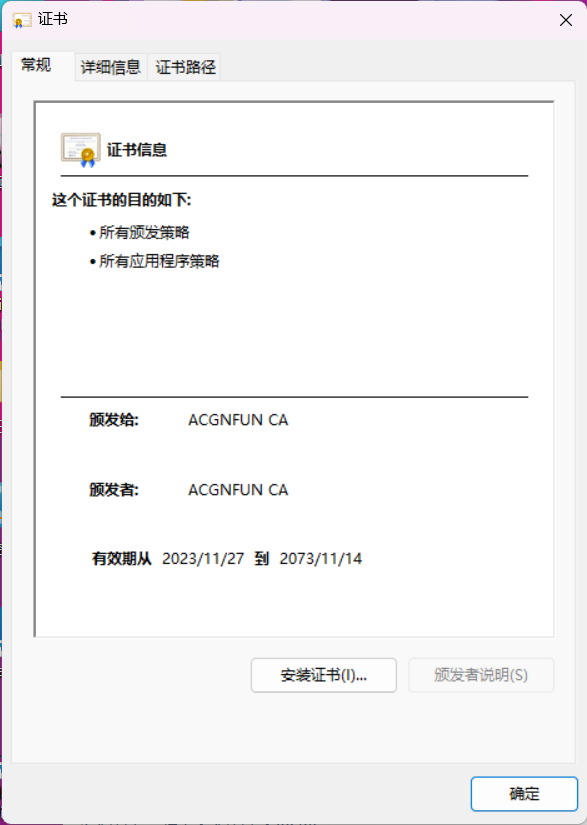 证书
常规 详细信息 证书路径
证书信息
这个证书的目的如下:
• 所有颁发策略
• 所有应用程序策略
颁发给: ACGNFUN CA
颁发者: ACGNFUN CA
有效期从 2023/11/27 到 2073/11/14
安装证书(I)... 颁发者说明(S)
确定